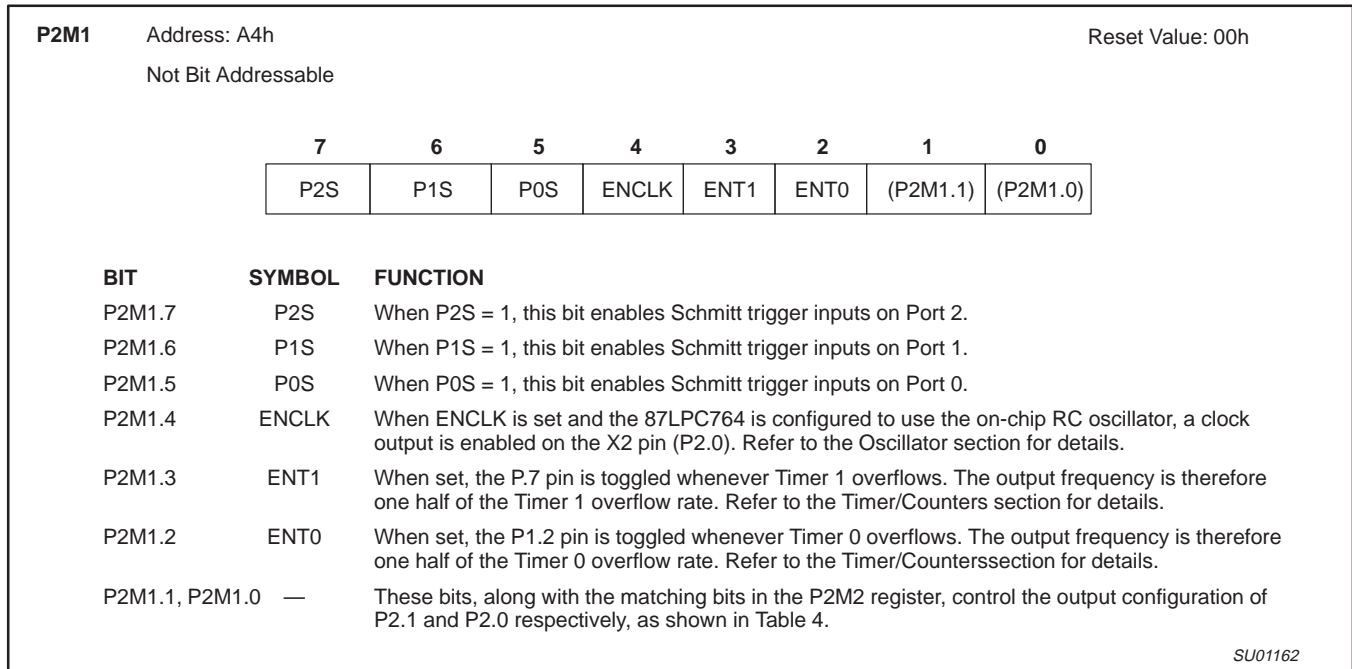 P2M1 Address: A4h Reset Value: 00h
Not Bit Addressable
7 6 5 4 3 2 1 0
P2S P1S P0S ENCLK ENT1 ENT0 (P2M1.1) (P2M1.0)
BIT SYMBOL FUNCTION
P2M1.7 P2S When P2S = 1, this bit enables Schmitt trigger inputs on Port 2.
P2M1.6 P1S When P1S = 1, this bit enables Schmitt trigger inputs on Port 1.
P2M1.5 P0S When P0S = 1, this bit enables Schmitt trigger inputs on Port 0.
P2M1.4 ENCLK When ENCLK is set and the 87LPC764 is configured to use the on-chip RC oscillator, a clock
output is enabled on the X2 pin (P2.0). Refer to the Oscillator section for details.
P2M1.3 ENT1 When set, the P.7 pin is toggled whenever Timer 1 overflows. The output frequency is therefore
one half of the Timer 1 overflow rate. Refer to the Timer/Counters section for details.
P2M1.2 ENT0 When set, the P1.2 pin is toggled whenever Timer 0 overflows. The output frequency is therefore
one half of the Timer 0 overflow rate. Refer to the Timer/Counterssection for details.
P2M1.1, P2M1.0 — These bits, along with the matching bits in the P2M2 register, control the output configuration of
P2.1 and P2.0 respectively, as shown in Table 4.
SU01162